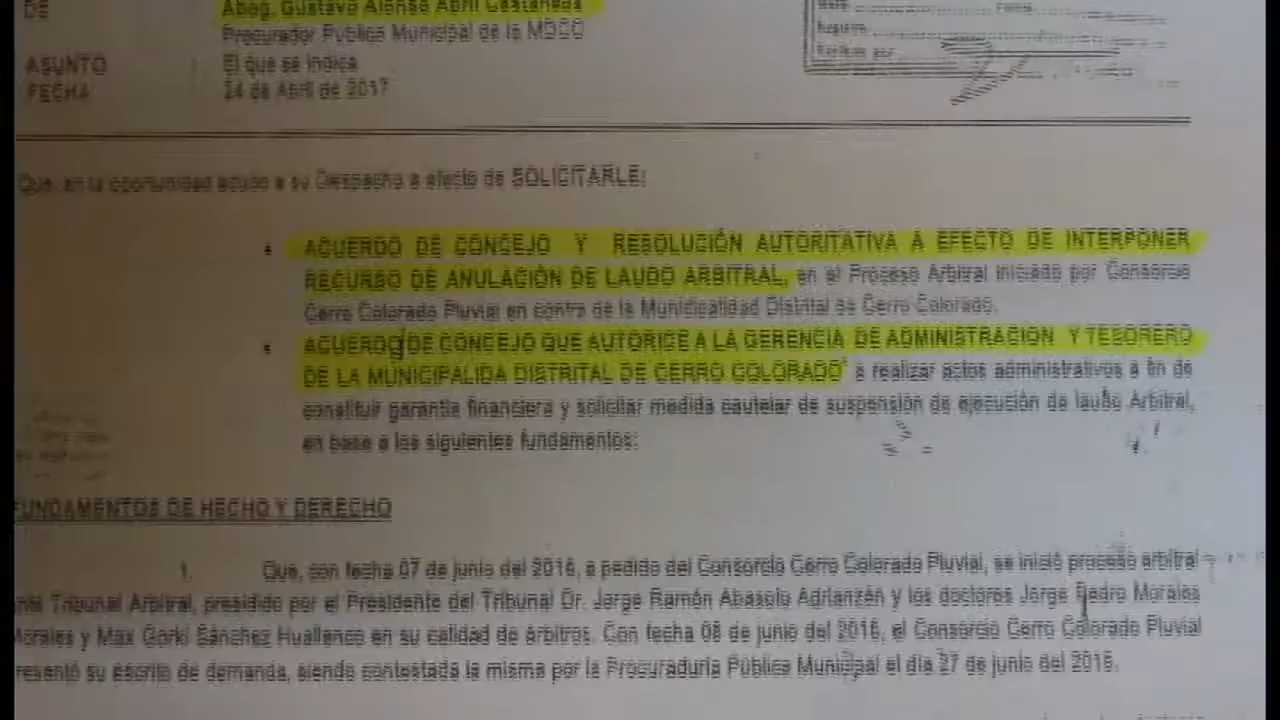 DE Abog. Gustavo Alonso Abril Castañeda
Procurador Público Municipal de la MDCC
ASUNTO : El que se indica
FECHA : 24 de Abril de 2017
Que, en la oportunidad acudo a su Despacho a efecto de SOLICITARLE:
• ACUERDO DE CONCEJO Y RESOLUCIÓN AUTORITATIVA A EFECTO DE INTERPONER
RECURSO DE ANULACIÓN DE LAUDO ARBITRAL, en el Proceso Arbitral iniciado por Consorcio
Cerro Colorado Pluvial en contra de la Municipalidad Distrital de Cerro Colorado.
• ACUERDO DE CONCEJO QUE AUTORICE A LA GERENCIA DE ADMINISTRACION Y TESORERO
DE LA MUNICIPALIDA DISTRITAL DE CERRO COLORADO a realizar actos administrativos a fin de
constituir garantía financiera y solicitar medida cautelar de suspensión de ejecución de laudo Arbitral,
en base a los siguientes fundamentos:
FUNDAMENTOS DE HECHO Y DERECHO
1. Que, con fecha 07 de junio del 2016, a pedido del Consorcio Cerro Colorado Pluvial, se inició proceso arbitral
Tribunal Arbitral, presidido por el Presidente del Tribunal Dr. Jorge Ramón Abasolo Adrianzén y los doctores Jorge Pedro Morales
Morales y Max Gorki Sánchez Huallanco en su calidad de árbitros. Con fecha 08 de junio del 2016, el Consorcio Cerro Colorado Pluvial
resentó su escrito de demanda, siendo contestada la misma por la Procuraduría Pública Municipal el día 27 de junio del 2016.